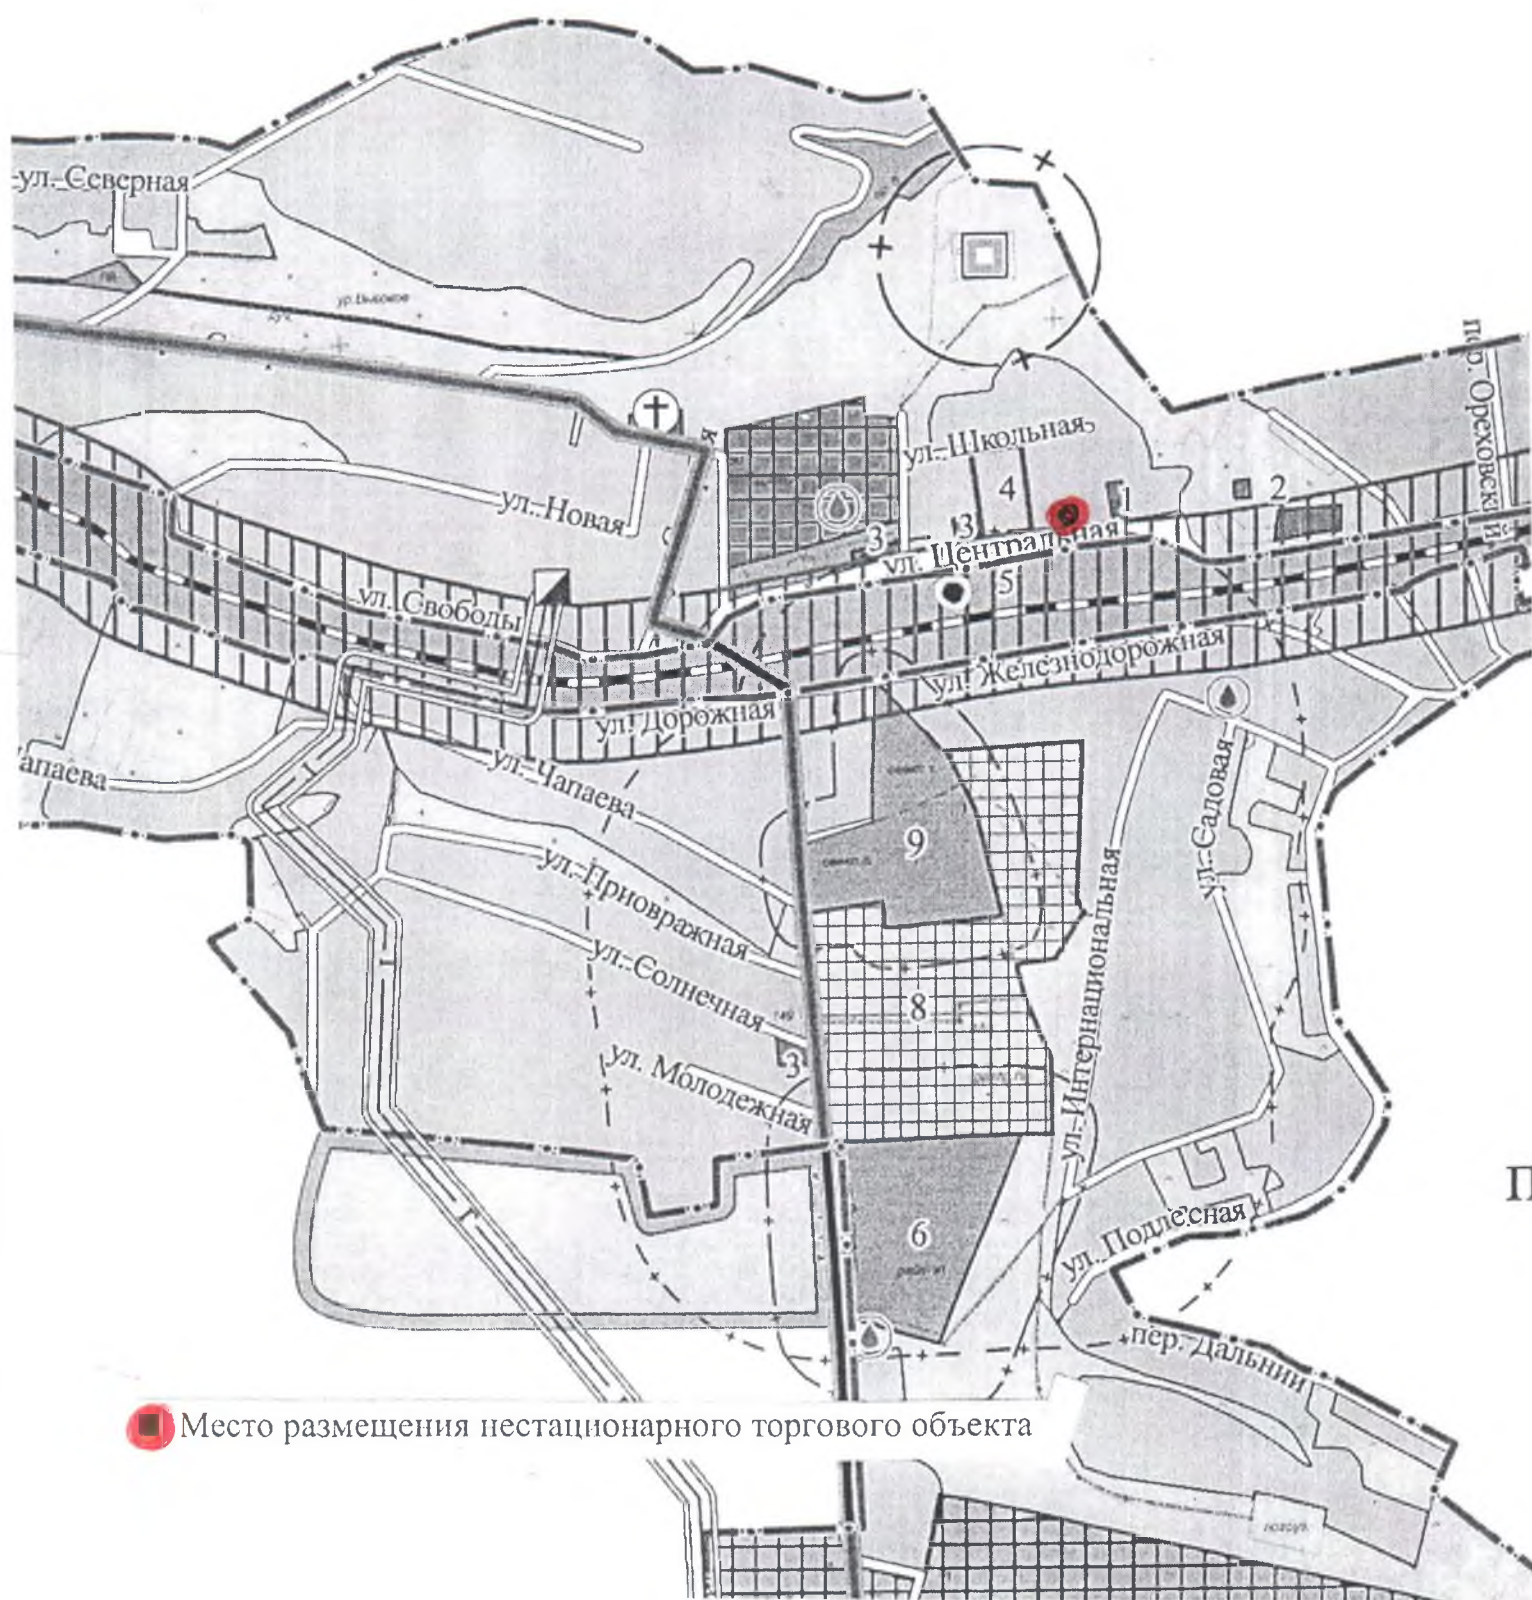 ул. Северная
ур.Высокое
пер. Ореховский
ул. Школьная
4
1
2
ул. Новая
3
3
ул. Центральная
5
ул. Свободы
ул. Железнодорожная
ул. Дорожная
Чапаева
ул. Чапаева
ул. Садовая
9
ул. Приовражная
ул. Интернациональная
ул. Солнечная
8
3
ул. Молодежная
П
6
ул. Подлесная
пер. Дальний
Место размещения нестационарного торгового объекта